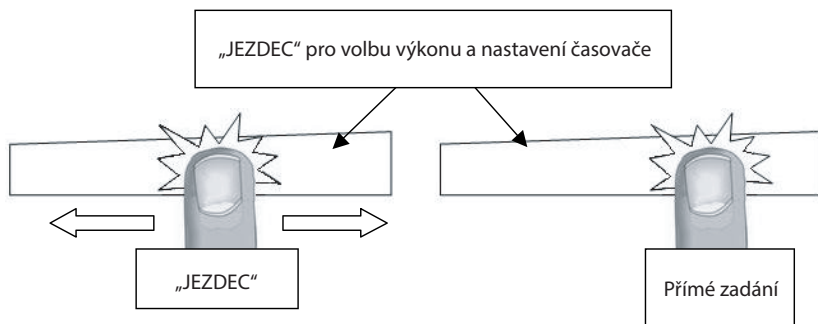 „JEZDEC“ pro volbu výkonu a nastavení časovače
„JEZDEC“
Přímé zadání